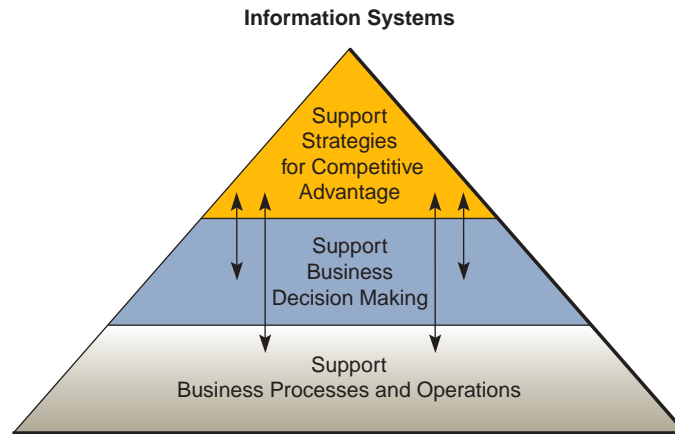 Information Systems
Support
Strategies
for Competitive
Advantage
Support
Business
Decision Making
Support
Business Processes and Operations